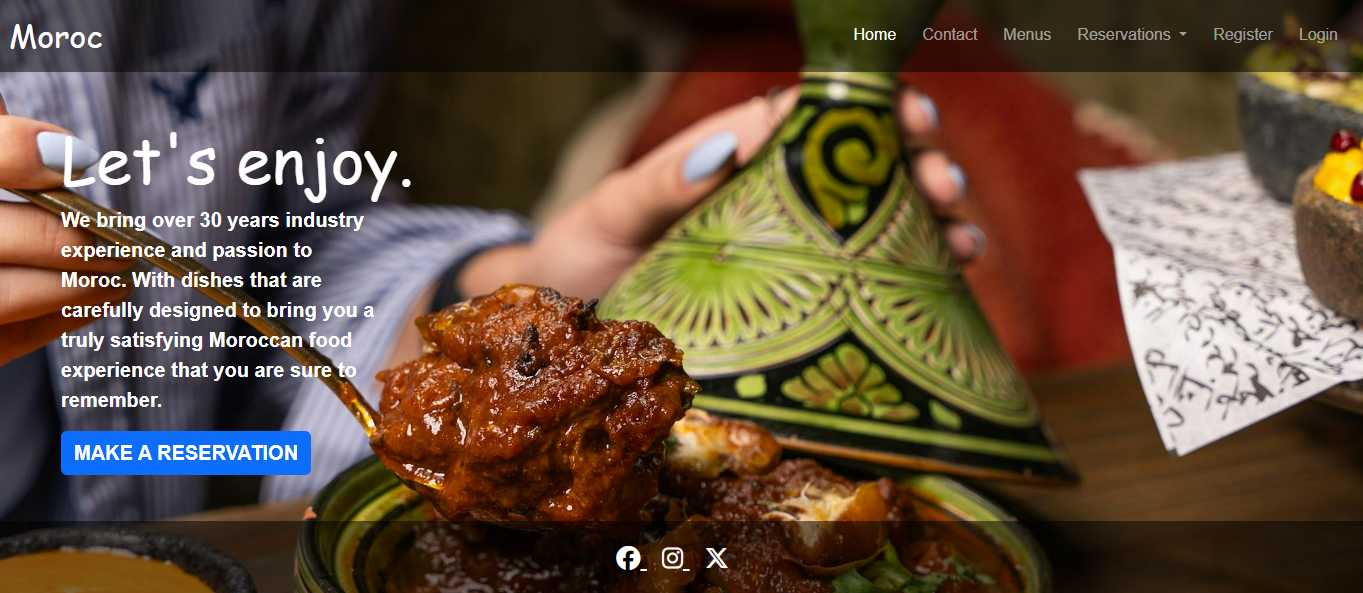 Moroc
Home Contact Menus Reservations Register Login
Let's enjoy.
We bring over 30 years industry
experience and passion to
Moroc. With dishes that are
carefully designed to bring you a
truly satisfying Moroccan food
experience that you are sure to
remember.
MAKE A RESERVATION